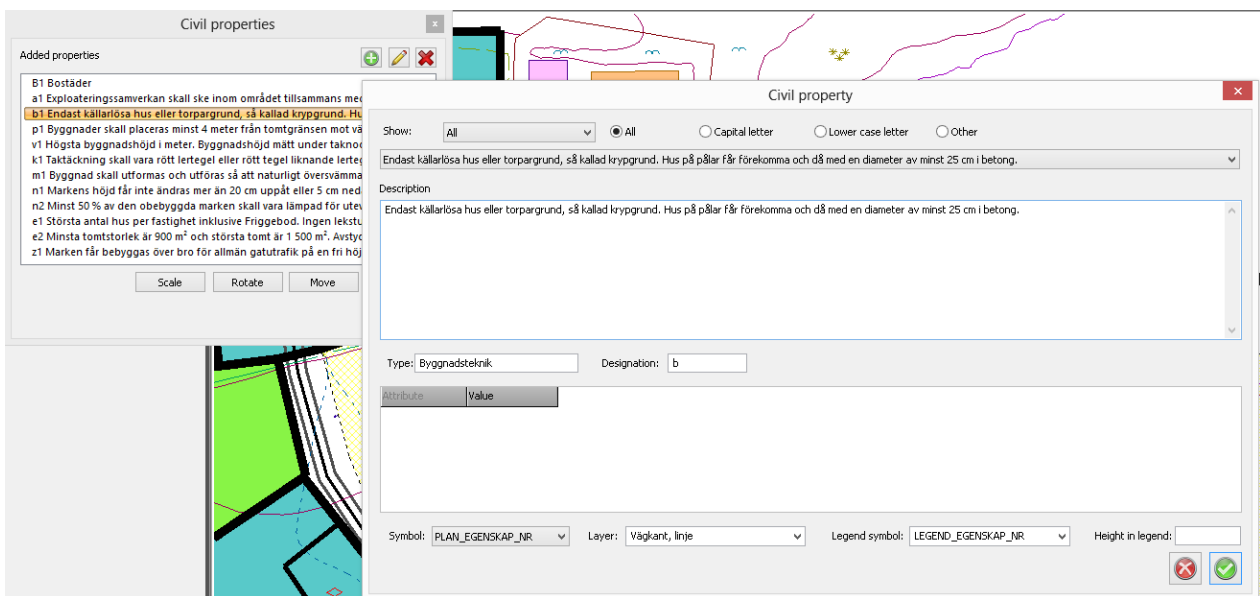 Civil properties
x
Added properties
B1 Bostäder
a1 Exploateringssamverkan skall ske inom området tillsammans med
b1 Endast källarlösa hus eller torpargrund, så kallad krypgrund. Hu
p1 Byggnader skall placeras minst 4 meter från tomtgränsen mot vä
v1 Högsta byggnadshöjd i meter. Byggnadshöjd mätt under taknoc
k1 Taktäckning skall vara rött lertegel eller rött tegel liknande lerteg
m1 Byggnad skall utformas och utföras så att naturligt översvämma
n1 Markens höjd får inte ändras mer än 20 cm uppåt eller 5 cm ned
n2 Minst 50 % av den obebyggda marken skall vara lämpad för utev
e1 Största antal hus per fastighet inklusive Friggebod. Ingen lekstu
e2 Minsta tomtstorlek är 900 m² och största tomt är 1 500 m². Avstyc
z1 Marken får bebyggas över bro för allmän gatutrafik på en fri höj
Scale Rotate Move
Civil property
Show: All All Capital letter Lower case letter Other
Endast källarlösa hus eller torpargrund, så kallad krypgrund. Hus på pålar får förekomma och då med en diameter av minst 25 cm i betong.
Description
Endast källarlösa hus eller torpargrund, så kallad krypgrund. Hus på pålar får förekomma och då med en diameter av minst 25 cm i betong.
Type: Byggnadsteknik Designation: b
Attribute Value
Symbol: PLAN_EGENSKAP_NR Layer: Vägkant, linje Legend symbol: LEGEND_EGENSKAP_NR Height in legend: